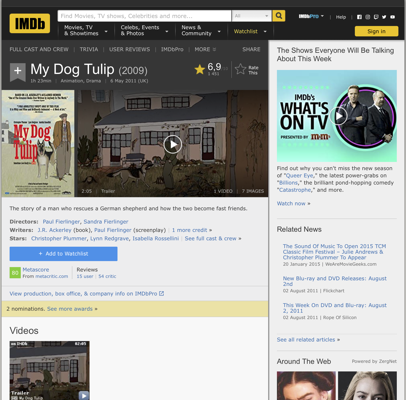 IMDb
Find Movies, TV shows, Celebrities and more...
All
IMDbPro
Help
Movies, TV & Showtimes
Celebs, Events & Photos
News & Community
Watchlist
Sign in
FULL CAST AND CREW | TRIVIA | USER REVIEWS | IMDbPro | MORE
SHARE
My Dog Tulip (2009)
1h 23min | Animation, Drama | 6 May 2011 (UK)
6,9
Rate This
My Dog Tulip
2:05 | Trailer
1 VIDEO | 7 IMAGES
The story of a man who rescues a German shepherd and how the two become fast friends.
Directors: Paul Fierlinger, Sandra Fierlinger
Writers: J.R. Ackerley (book), Paul Fierlinger (screenplay) | 1 more credit »
Stars: Christopher Plummer, Lynn Redgrave, Isabella Rossellini | See full cast & crew »
+ Add to Watchlist
Metascore
From metacritic.com
Reviews
15 user | 54 critic
View production, box office, & company info on IMDbPro
2 nominations. See more awards »
Videos
02:05
Trailer
My Dog Tulip
The Shows Everyone Will Be Talking
About This Week
IMDb's
WHAT'S
ON TV
PRESENTED BY
Find out why you can't miss the new season
of "Queer Eye," the latest power-grabs on
"Billions," the brilliant pond-hopping comedy
"Catastrophe," and more.
Watch now »
Related News
The Sound Of Music To Open 2015 TCM
Classic Film Festival – Julie Andrews &
Christopher Plummer To Appear
20 January 2015 | WeAreMovieGeeks.com
New Blu-ray and DVD Releases: August
2nd
02 August 2011 | Flickchart
This Week On DVD and Blu-ray: August
2, 2011
02 August 2011 | Rope Of Silicon
See all related articles »
Around The Web
Powered by ZergNet